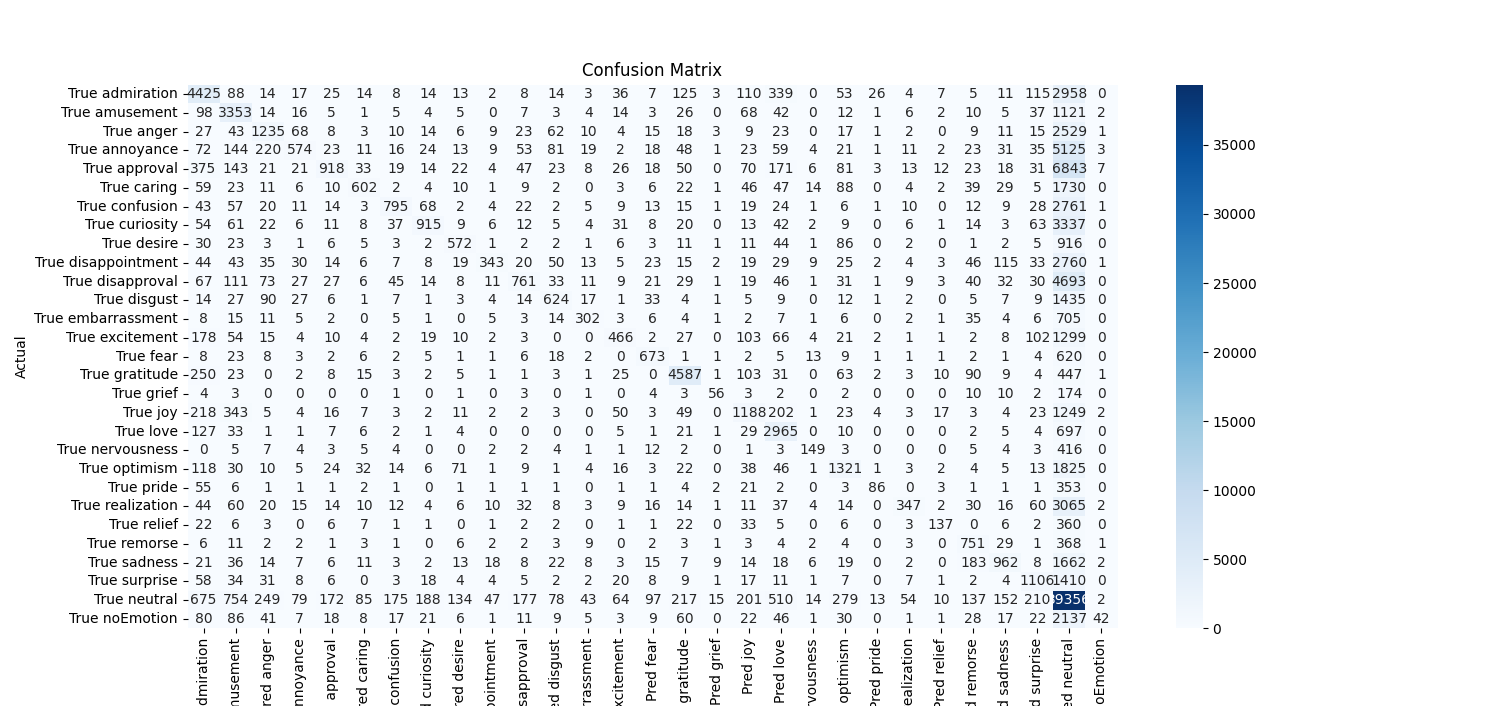 Confusion Matrix
True admiration 4425 88 14 17 25 14 8 14 13 2 8 14 3 36 7 125 3 110 339 0 53 26 4 7 5 11 115 2958 0
True amusement 98 3353 14 16 5 1 5 4 5 0 7 3 4 14 3 26 0 68 42 0 12 1 6 2 10 5 37 1121 2
True anger 27 43 1235 68 8 3 10 14 6 9 23 62 10 4 15 18 3 9 23 0 17 1 2 0 9 11 15 2529 1
True annoyance 72 144 220 574 23 11 16 24 13 9 53 81 19 2 18 48 1 23 59 4 21 1 11 2 23 31 35 5125 3
True approval 375 143 21 21 918 33 19 14 22 4 47 23 8 26 18 50 0 70 171 6 81 3 13 12 23 18 31 6843 7
True caring 59 23 11 6 10 602 2 4 10 1 9 2 0 3 6 22 1 46 47 14 88 0 4 2 39 29 5 1730 0
True confusion 43 57 20 11 14 3 795 68 2 4 22 2 5 9 13 15 1 19 24 1 6 1 10 0 12 9 28 2761 1
True curiosity 54 61 22 6 11 8 37 915 9 6 12 5 4 31 8 20 0 13 42 2 9 0 6 1 14 3 63 3337 0
True desire 30 23 3 1 6 5 3 2 572 1 2 2 1 6 3 11 1 11 44 1 86 0 2 0 1 2 5 916 0
True disappointment 44 43 35 30 14 6 7 8 19 343 20 50 13 5 23 15 2 19 29 9 25 2 4 3 46 115 33 2760 1
True disapproval 67 111 73 27 27 6 45 14 8 11 761 33 11 9 21 29 1 19 46 1 31 1 9 3 40 32 30 4693 0
True disgust 14 27 90 27 6 1 7 1 3 4 14 624 17 1 33 4 1 5 9 0 12 1 2 0 5 7 9 1435 0
True embarrassment 8 15 11 5 2 0 5 1 0 5 3 14 302 3 6 4 1 2 7 1 6 0 2 1 35 4 6 705 0
True excitement 178 54 15 4 10 4 2 19 10 2 3 0 0 466 2 27 0 103 66 4 21 2 1 1 2 8 102 1299 0
True fear 8 23 8 3 2 6 2 5 1 1 6 18 2 0 673 1 1 2 5 13 9 1 1 1 2 1 4 620 0
True gratitude 250 23 0 2 8 15 3 2 5 1 1 3 1 25 0 4587 1 103 31 0 63 2 3 10 90 9 4 447 1
True grief 4 3 0 0 0 0 1 0 1 0 3 0 1 0 4 3 56 3 2 0 2 0 0 0 10 10 2 174 0
True joy 218 343 5 4 16 7 3 2 11 2 2 3 0 50 3 49 0 1188 202 1 23 4 3 17 3 4 23 1249 2
True love 127 33 1 1 7 6 2 1 4 0 0 0 0 5 1 21 1 29 2965 0 10 0 0 0 2 5 4 697 0
True nervousness 0 5 7 4 3 5 4 0 0 2 2 4 1 1 12 2 0 1 3 149 3 0 0 0 5 4 3 416 0
True optimism 118 30 10 5 24 32 14 6 71 1 9 1 4 16 3 22 0 38 46 1 1321 1 3 2 4 5 13 1825 0
True pride 55 6 1 1 1 2 1 0 1 1 1 1 0 1 1 4 2 21 2 0 3 86 0 3 1 1 1 353 0
True realization 44 60 20 15 14 10 12 4 6 10 32 8 3 9 16 14 1 11 37 4 14 0 347 2 30 16 60 3065 2
True relief 22 6 3 0 6 7 1 1 0 1 2 2 0 1 1 22 0 33 5 0 6 0 3 137 0 6 2 360 0
True remorse 6 11 2 2 1 3 1 0 6 2 2 3 9 0 2 3 1 3 4 2 4 0 3 0 751 29 1 368 1
True sadness 21 36 14 7 6 11 3 2 13 18 8 22 8 3 15 7 9 14 18 6 19 0 2 0 183 962 8 1662 2
True surprise 58 34 31 8 6 0 3 18 4 4 5 2 2 20 8 9 1 17 11 1 7 0 7 1 2 4 1106 1410 0
True neutral 675 754 249 79 172 85 175 188 134 47 177 78 43 64 97 217 15 201 510 14 279 13 54 10 137 152 210 39356 2
True noEmotion 80 86 41 7 18 8 17 21 6 1 11 9 5 3 9 60 0 22 46 1 30 0 1 1 28 17 22 2137 42
Actual
dmiration
musement
red anger
nnoyance
approval
red caring
confusion
d curiosity
red desire
pointment
sapproval
ed disgust
rrassment
xcitement
Pred fear
gratitude
Pred grief
Pred joy
Pred love
rvousness
optimism
Pred pride
ealization
Pred relief
d remorse
d sadness
d surprise
ed neutral
noEmotion
35000
30000
25000
20000
15000
10000
5000
0